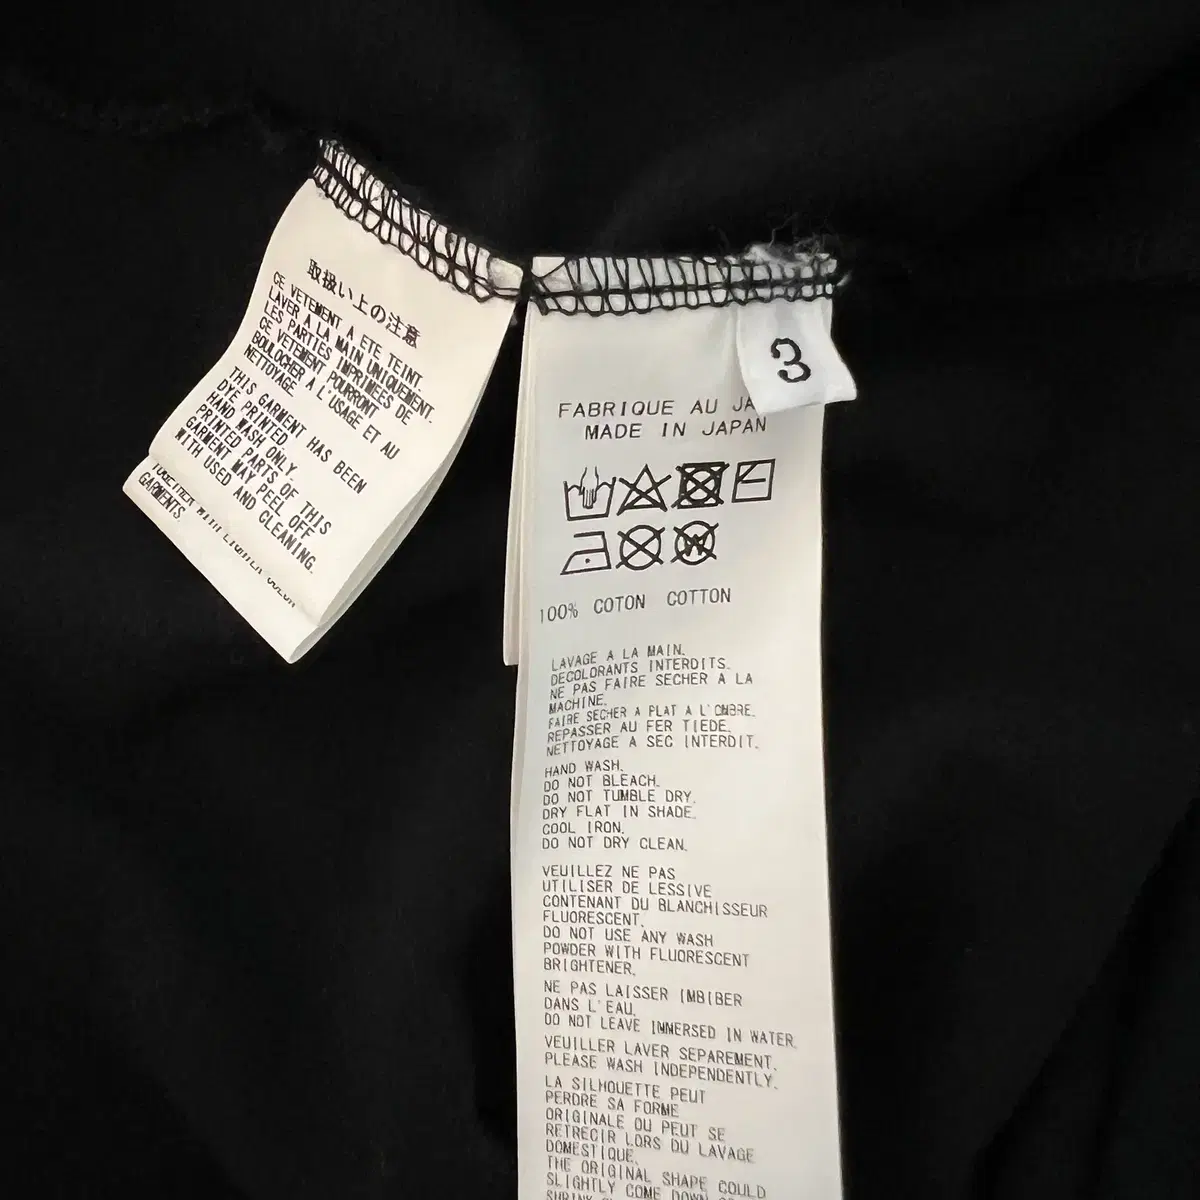 取扱い上の注意
CE VETEMENT A ETE TEINT.
LAVER A LA MAIN UNIQUEMENT.
LES PARTIES IMPRIMEES DE
CE VETEMENT POURRONT
BOULOCHER A L'USAGE ET AU
NETTOYAGE
THIS GARMENT HAS BEEN
DYE PRINTED.
HAND WASH ONLY.
PRINTED PARTS OF THIS
GARMENT MAY PEEL OFF
WITH USED AND CLEANING.
TOGETHER WITH LIGHTER
GARMENTS.
3
FABRIQUE AU JA
MADE IN JAPAN
W
100% COTON COTTON
LAVAGE A LA MAIN.
DECOLORANTS INTERDITS.
NE PAS FAIRE SECHER A LA
MACHINE.
FAIRE SECHER A PLAT A L'OMBRE.
REPASSER AU FER TIEDE.
NETTOYAGE A SEC INTERDIT.
HAND WASH.
DO NOT BLEACH.
DO NOT TUMBLE DRY.
DRY FLAT IN SHADE.
COOL IRON.
DO NOT DRY CLEAN.
VEUILLEZ NE PAS
UTILISER DE LESSIVE
CONTENANT DU BLANCHISSEUR
FLUORESCENT.
DO NOT USE ANY WASH
POWDER WITH FLUORESCENT
BRIGHTENER.
NE PAS LAISSER IMBIBER
DANS L'EAU.
DO NOT LEAVE IMMERSED IN WATER.
VEUILLER LAVER SEPAREMENT.
PLEASE WASH INDEPENDENTLY.
LA SILHOUETTE PEUT
PERDRE SA FORME
ORIGINALE OU PEUT SE
RETRECIR LORS DU LAVAGE
DOMESTIQUE.
THE ORIGINAL SHAPE COULD
SLIGHTLY COME DOWN OR